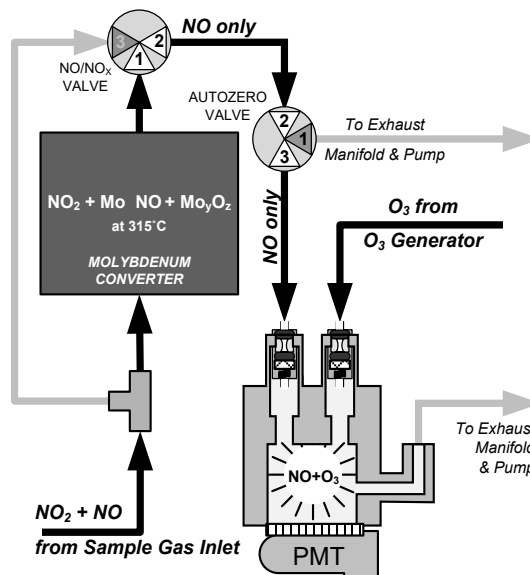 NO only
3
2
1
NO/NOX
VALVE
AUTOZERO
VALVE
2
1
3
To Exhaust
Manifold & Pump
NO2 + Mo NO + MoyOz
at 315˚C
MOLYBDENUM
CONVERTER
NO only
O3 from
O3 Generator
To Exhaus
Manifold
& Pump
NO+O3
NO2 + NO
from Sample Gas Inlet
PMT